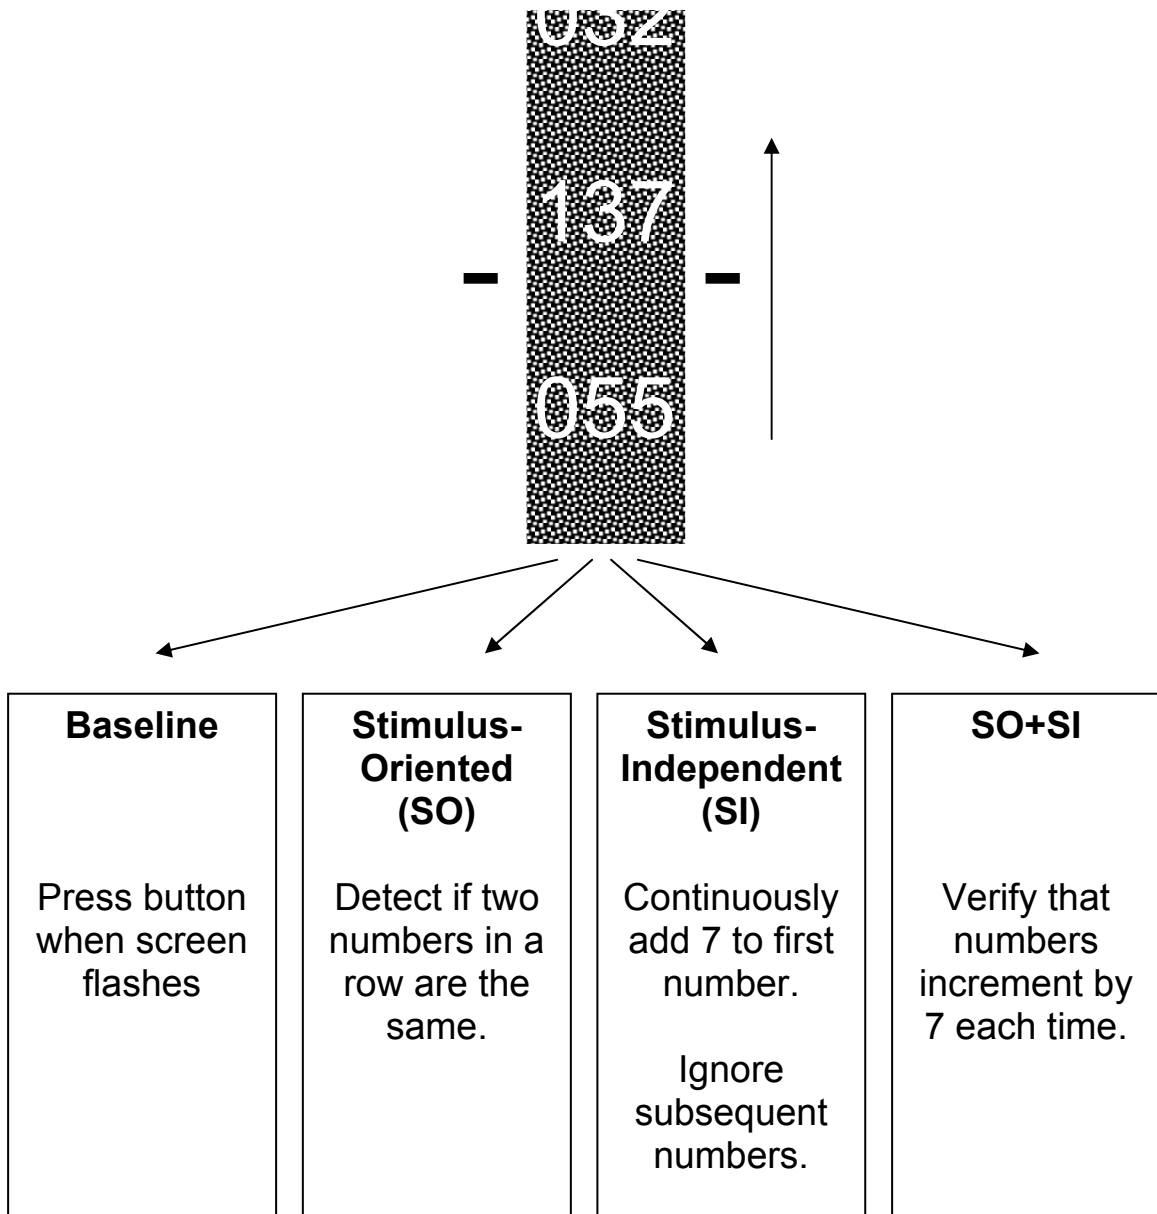 032
137
- -
055
Baseline
Press button
when screen
flashes
Stimulus-
Oriented
(SO)
Detect if two
numbers in a
row are the
same.
Stimulus-
Independent
(SI)
Continuously
add 7 to first
number.
Ignore
subsequent
numbers.
SO+SI
Verify that
numbers
increment by
7 each time.